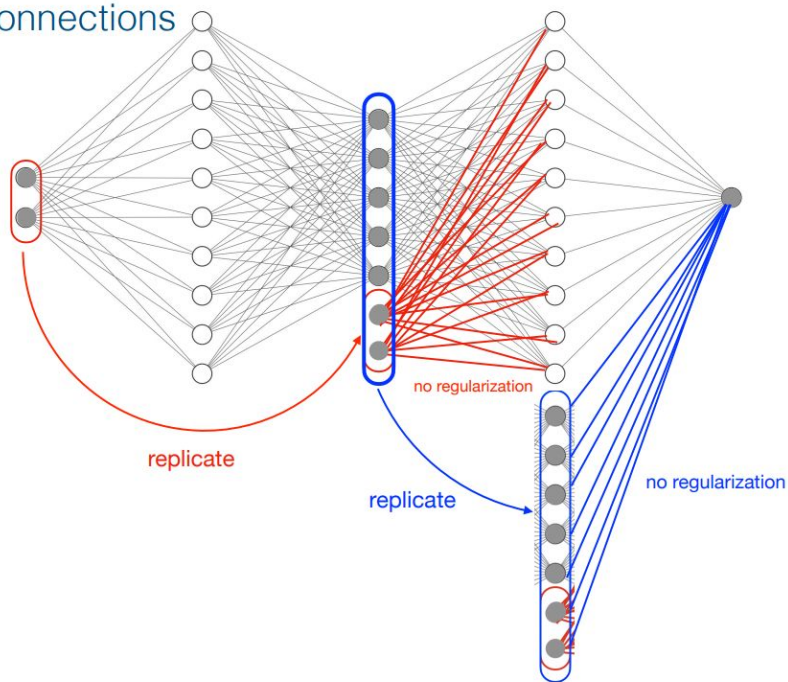 onnections
no regularization
replicate
replicate
no regularization